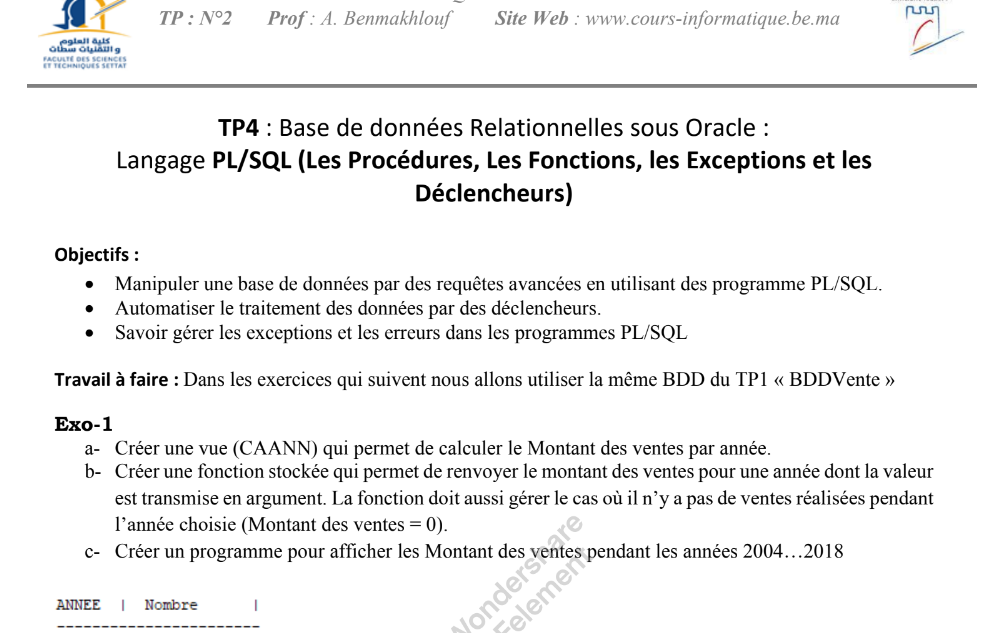 TP : N°2 Prof : A. Benmakhlouf Site Web : www.cours-informatique.be.ma
كلية العلوم
و التقنيات سطات
FACULTÉ DES SCIENCES
ET TECHNIQUES SETTAT
TP4 : Base de données Relationnelles sous Oracle :
Langage PL/SQL (Les Procédures, Les Fonctions, les Exceptions et les
Déclencheurs)
Objectifs :
• Manipuler une base de données par des requêtes avancées en utilisant des programme PL/SQL.
• Automatiser le traitement des données par des déclencheurs.
• Savoir gérer les exceptions et les erreurs dans les programmes PL/SQL
Travail à faire : Dans les exercices qui suivent nous allons utiliser la même BDD du TP1 « BDDVente »
Exo-1
a- Créer une vue (CAANN) qui permet de calculer le Montant des ventes par année.
b- Créer une fonction stockée qui permet de renvoyer le montant des ventes pour une année dont la valeur
est transmise en argument. La fonction doit aussi gérer le cas où il n’y a pas de ventes réalisées pendant
l’année choisie (Montant des ventes = 0).
c- Créer un programme pour afficher les Montant des ventes pendant les années 2004…2018
Wondershare
PDFelement
ANNEE | Nombre |
-----------------------